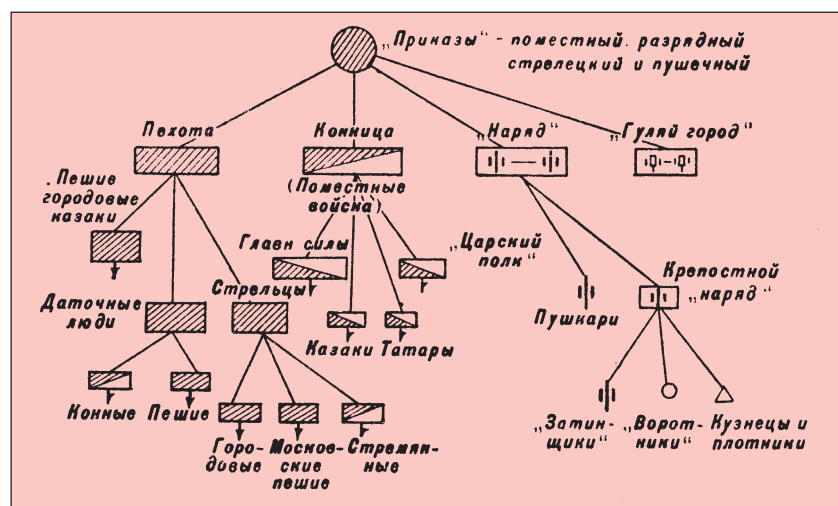 „Приказы“ - поместный. разрядный
стрелецкий и пушечный
Пехота
Конница
„Наряд“
„Гуляй город“
. Пешие
городовые
казаки
(Поместные
войска)
Главн силы
„Царский
полк“
Крепостной
„наряд“
Даточные
люди
Стрельцы
Пушкари
Казаки
Татары
Конные
Пешие
Горо-
довые
Москов-
ские
пешие
Стремян-
ные
„Затин-
щики“
„Ворот-
ники“
Кузнецы и
плотники